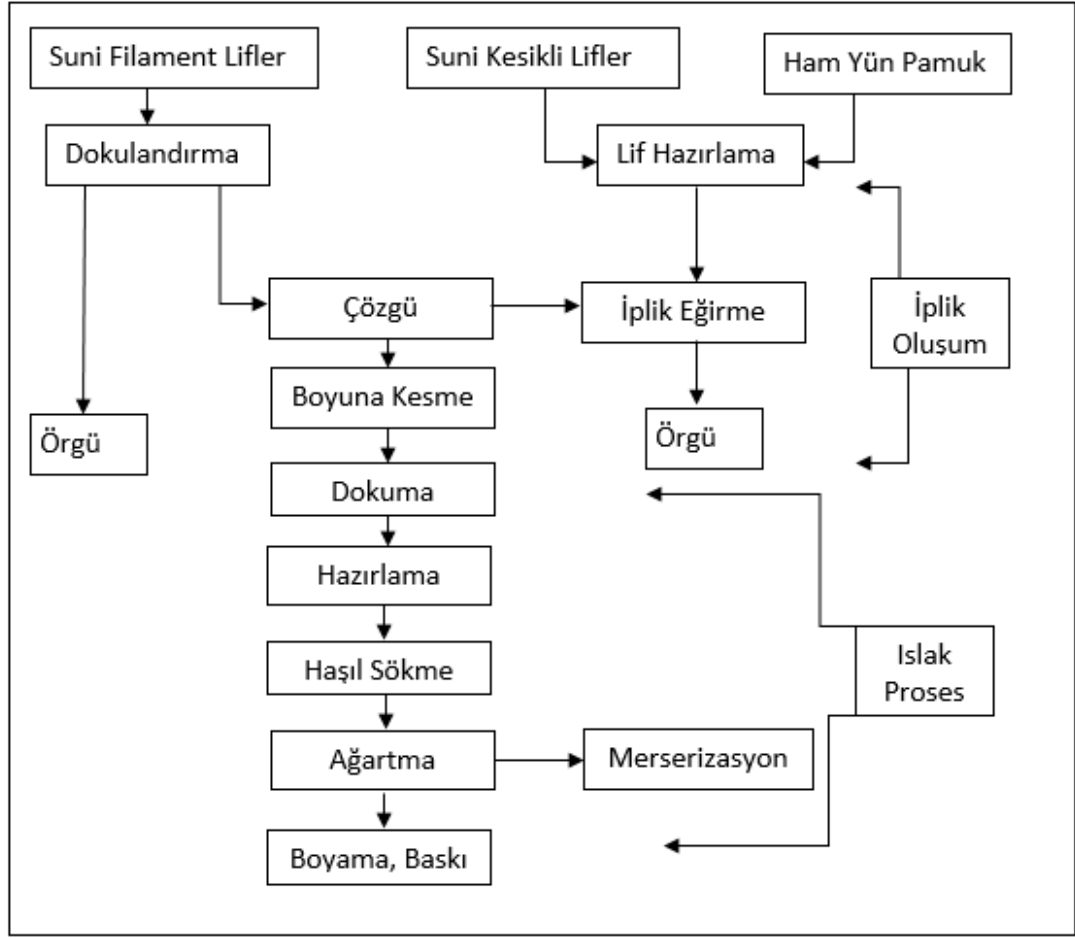 Suni Filament Lifler
Suni Kesikli Lifler
Ham Yün Pamuk
Dokulandırma
Lif Hazırlama
Çözgü
İplik Eğirme
İplik
Oluşum
Boyuna Kesme
Örgü
Örgü
Dokuma
Hazırlama
Haşıl Sökme
Islak
Proses
Ağartma
Merserizasyon
Boyama, Baskı